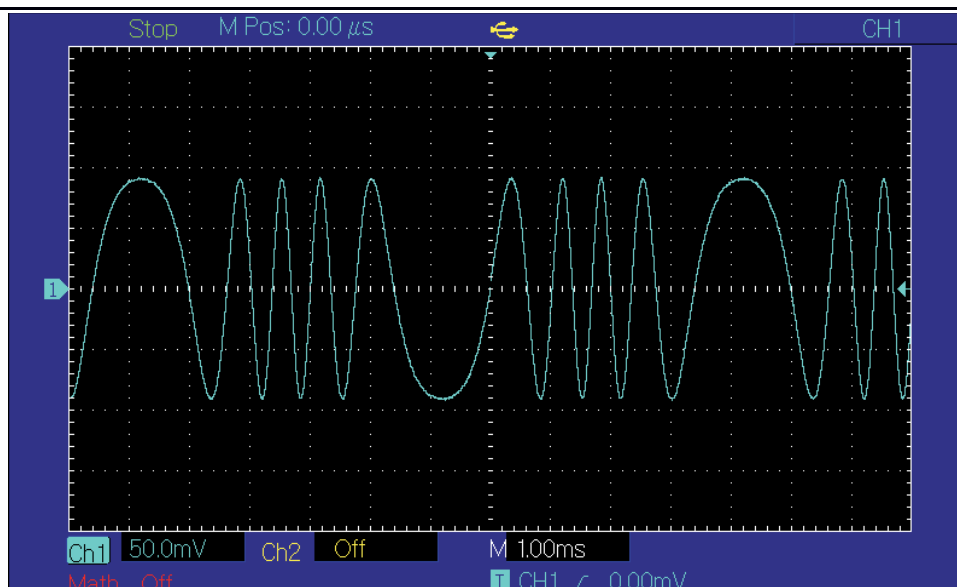 Stop M Pos: 0.00 μs CH1
1
Ch1 50.0mV Ch2 Off M 1.00ms
Math Off T CH1 0.00mV